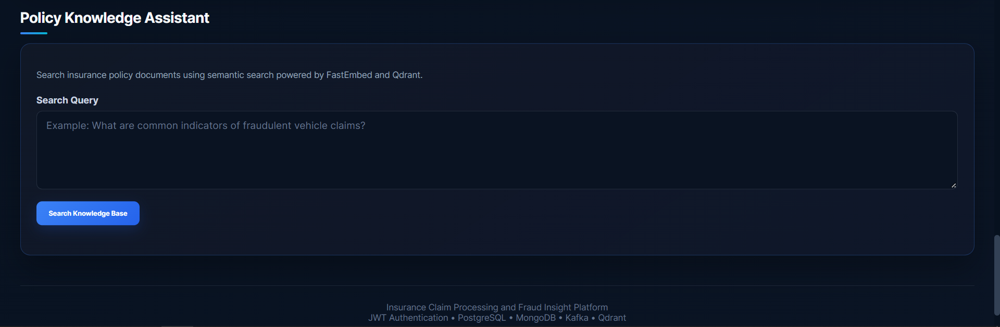 Policy Knowledge Assistant
Search insurance policy documents using semantic search powered by FastEmbed and Qdrant.
Search Query
Example: What are common indicators of fraudulent vehicle claims?
Search Knowledge Base
Insurance Claim Processing and Fraud Insight Platform
JWT Authentication • PostgreSQL • MongoDB • Kafka • Qdrant